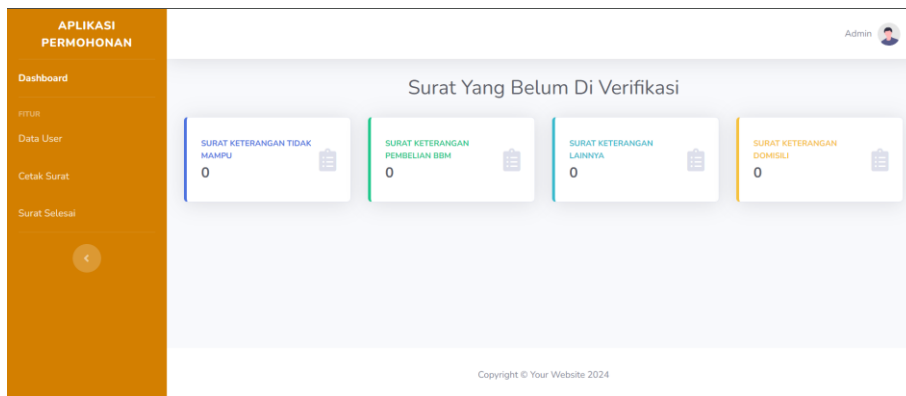 APLIKASI
PERMOHONAN
Dashboard
FITUR
Data User
Cetak Surat
Surat Selesai
Admin
Surat Yang Belum Di Verifikasi
SURAT KETERANGAN TIDAK
MAMPU
0
SURAT KETERANGAN
PEMBELIAN BBM
0
SURAT KETERANGAN
LAINNYA
0
SURAT KETERANGAN
DOMISILI
0
Copyright © Your Website 2024